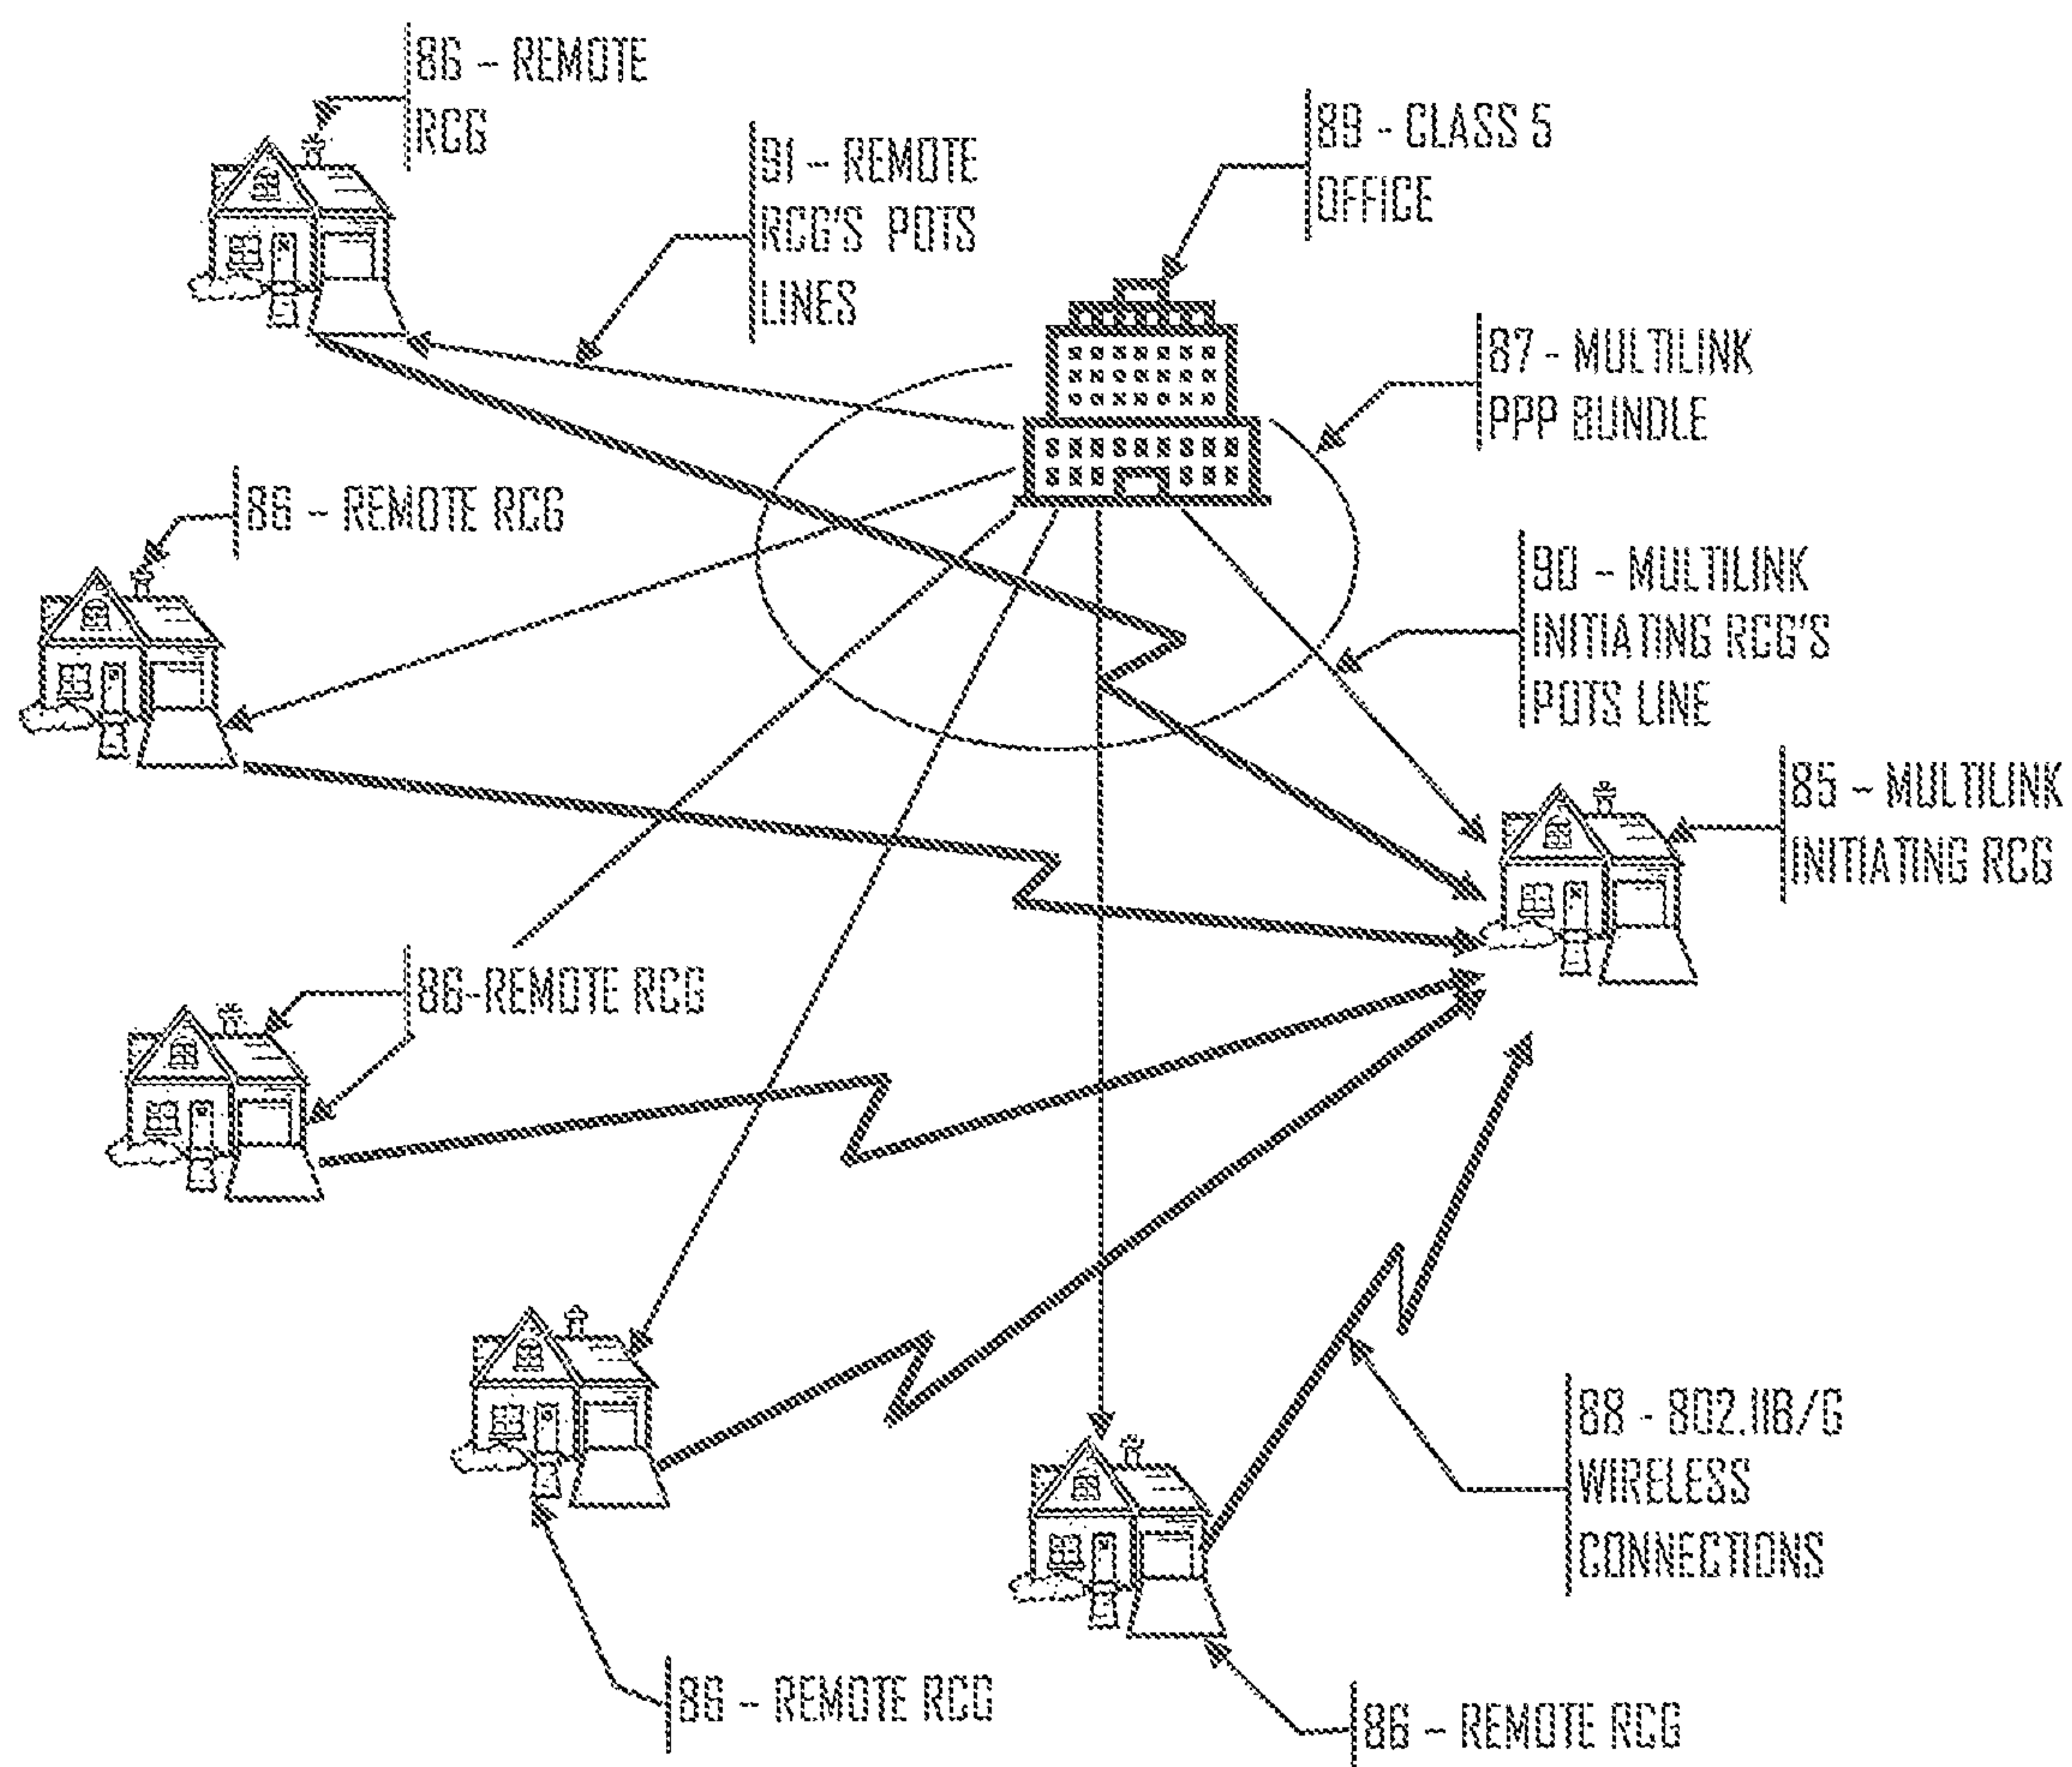 86 - REMOTE
RCG
91 - REMOTE
RCG'S POTS
LINES
89 - CLASS 5
OFFICE
87 - MULTILINK
PPP BUNDLE
86 - REMOTE RCG
90 - MULTILINK
INITIATING RCG'S
POTS LINE
85 - MULTILINK
INITIATING RCG
86-REMOTE RCG
88 - 802.11B/G
WIRELESS
CONNECTIONS
86 - REMOTE RCG
86 - REMOTE RCG